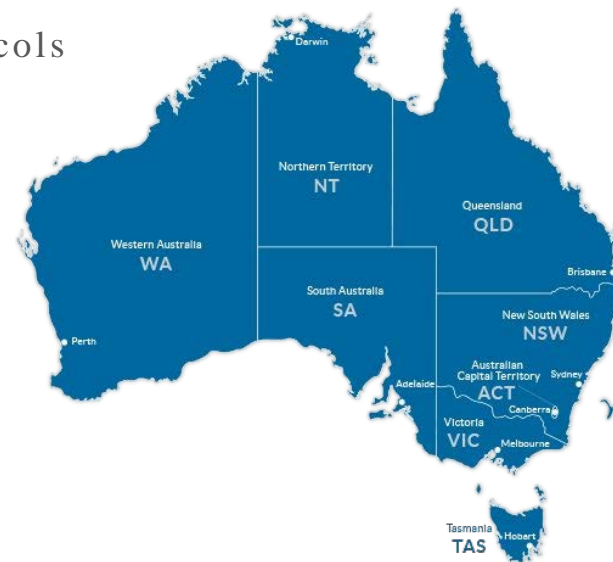 cols
Darwin
Northern Territory
NT
Queensland
QLD
Western Australia
WA
Brisbane
South Australia
SA
New South Wales
NSW
Perth
Australian
Capital Territory
ACT
Sydney
Adelaide
Canberra
Victoria
VIC
Melbourne
Tasmania
TAS
Hobart